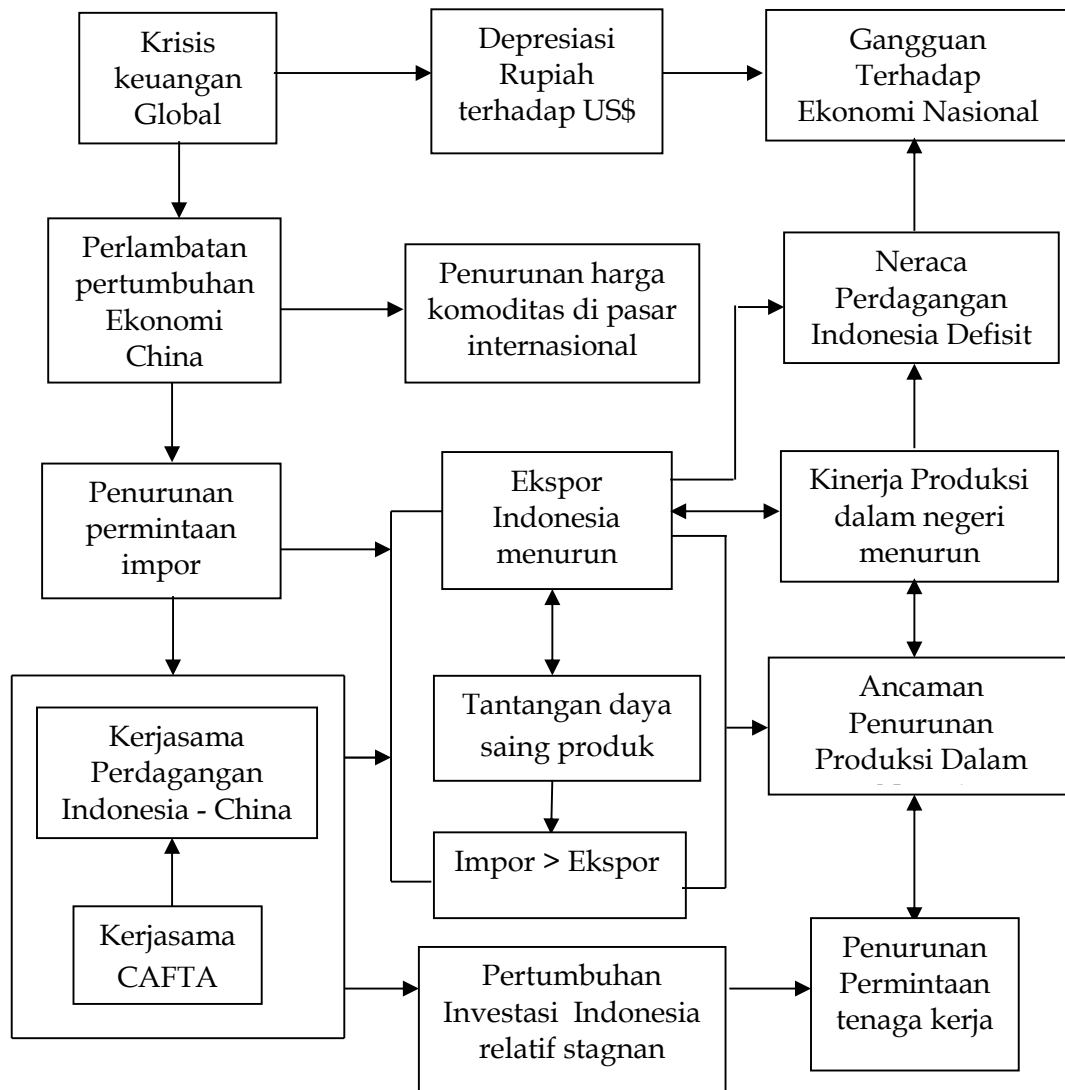 Krisis
keuangan
Global
Depresiasi
Rupiah
terhadap US$
Gangguan
Terhadap
Ekonomi Nasional
Perlambatan
pertumbuhan
Ekonomi
China
Penurunan harga
komoditas di pasar
internasional
Neraca
Perdagangan
Indonesia Defisit
Penurunan
permintaan
impor
Ekspor
Indonesia
menurun
Kinerja Produksi
dalam negeri
menurun
Kerjasama
Perdagangan
Indonesia - China
Tantangan daya
saing produk
Ancaman
Penurunan
Produksi Dalam
Impor > Ekspor
Kerjasama
CAFTA
Pertumbuhan
Investasi Indonesia
relatif stagnan
Penurunan
Permintaan
tenaga kerja